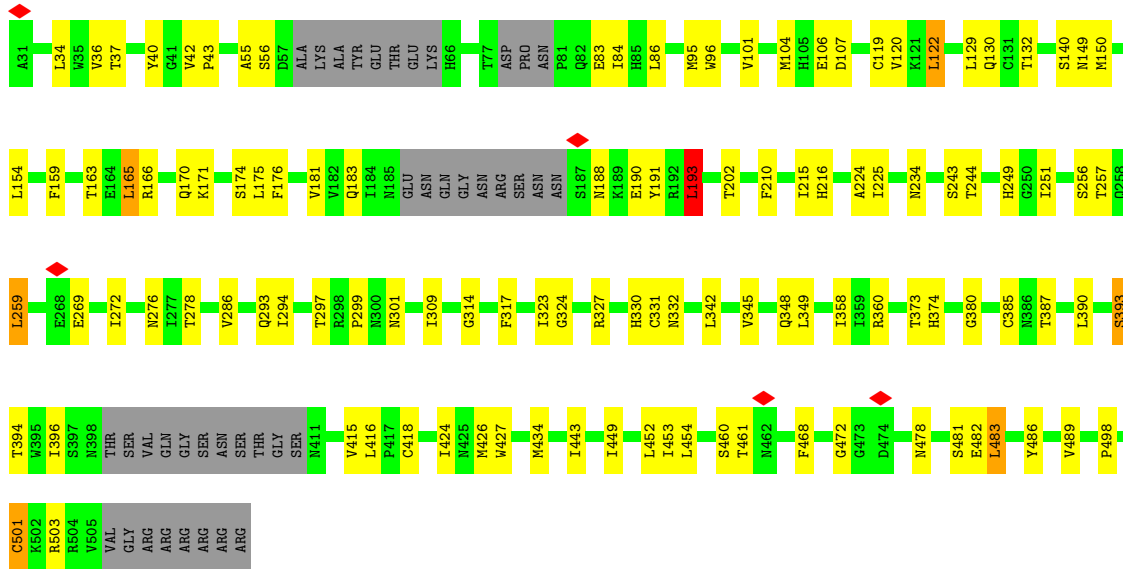 A31 L34 W35 V36 T37 Y40 G41 V42 P43 A55 S56 D57 ALA LYS ALA TYR GLU THR GLU LYS H66 T77 ASP PRO ASN P81 Q82 E83 I84 H85 L86 M95 W96 V101 M104 H105 E106 D107 C119 V120 K121 L122 L129 Q130 C131 T132 S140 N149 M150
L154 F159 T163 E164 L165 R166 Q170 K171 S174 L175 F176 V181 V182 Q183 I184 N185 GLU ASN GLN GLY ASN ARG SER ASN ASN S187 N188 K189 E190 Y191 R192 L193 T202 F210 I215 H216 A224 I225 N234 S243 T244 H249 G250 I251 S256 T257 Q258
L259 E268 E269 I272 N276 I277 T278 V286 Q293 I294 T297 R298 P299 N300 N301 I309 G314 F317 I323 G324 R327 H330 C331 N332 L342 V345 Q348 L349 I358 I359 R360 T373 H374 G380 C385 N386 T387 L390 S393
T394 W395 I396 S397 N398 THR SER VAL GLN GLY SER ASN SER THR GLY SER N411 V415 L416 P417 C418 I424 N425 M426 W427 M434 I443 I449 L452 I453 L454 S460 T461 N462 F468 G472 G473 D474 N478 S481 E482 L483 Y486 V489 P498
C501 K502 R503 R504 V505 VAL GLY ARG ARG ARG ARG ARG ARG